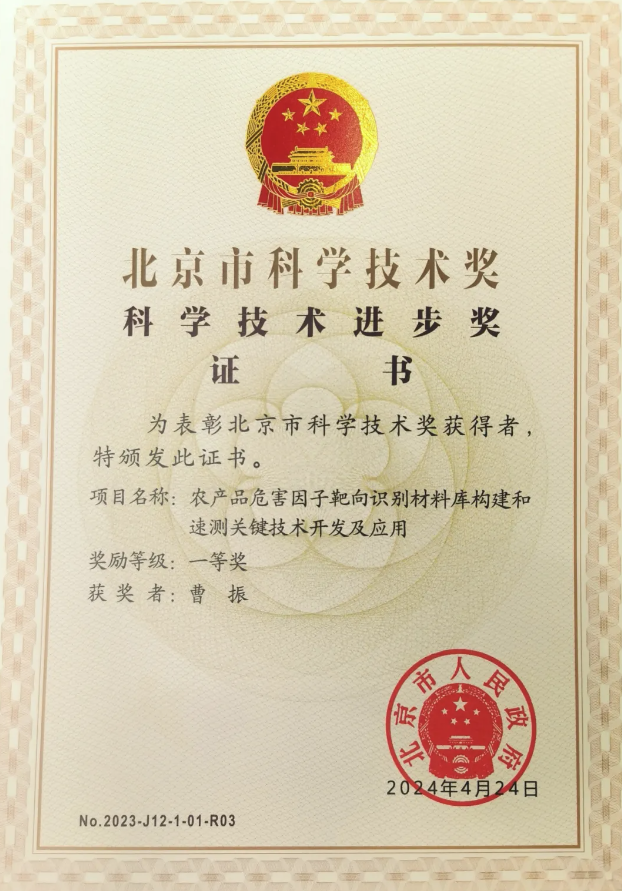 北京市科学技术奖
科学技术进步奖
证书
为表彰北京市科学技术奖获得者，
特颁发此证书。
项目名称：农产品危害因子靶向识别材料库构建和
速测关键技术开发及应用
奖励等级：一等奖
获奖者：曹振
北京市人民政府
2024年4月24日
No.2023-J12-1-01-R03